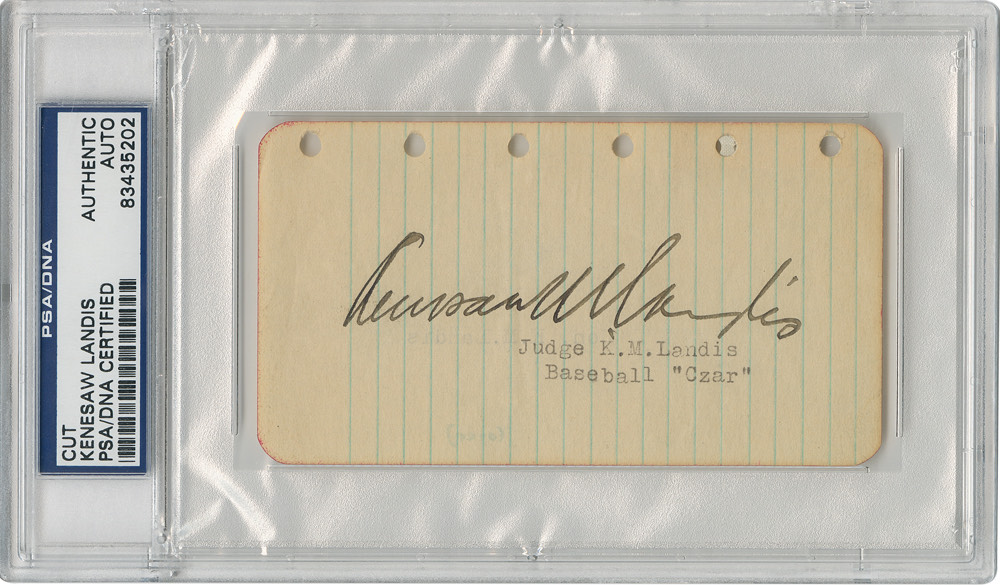 PSA/DNA
CUT
KENESAW LANDIS
PSA/DNA CERTIFIED
AUTHENTIC
AUTO
83435202
Kenesaw M Landis
Judge K.M.Landis
Baseball "Czar"